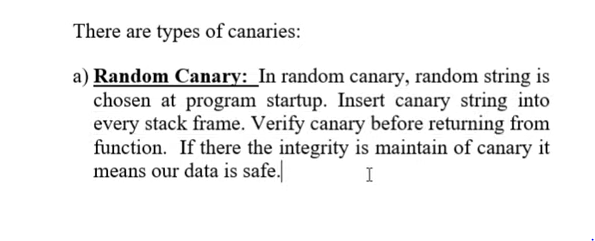 There are types of canaries:
a) Random Canary: In random canary, random string is
chosen at program startup. Insert canary string into
every stack frame. Verify canary before returning from
function. If there the integrity is maintain of canary it
means our data is safe.